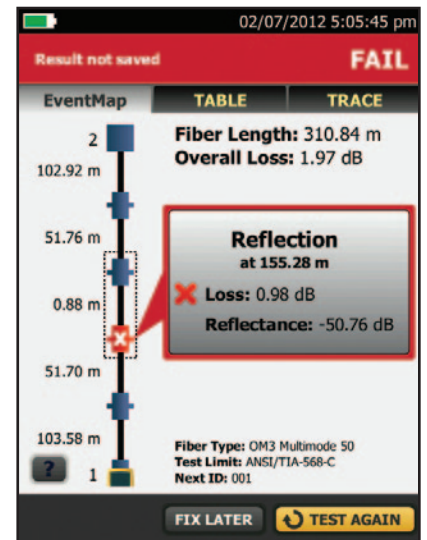 02/07/2012 5:05:45 pm
Result not saved FAIL
EventMap TABLE TRACE
2
Fiber Length: 310.84 m
Overall Loss: 1.97 dB
102.92 m
51.76 m
Reflection
at 155.28 m
Loss: 0.98 dB
0.88 m
Reflectance: -50.76 dB
51.70 m
103.58 m
Fiber Type: OM3 Multimode 50
Test Limit: ANSI/TIA-568-C
Next ID: 001
? 1
FIX LATER TEST AGAIN